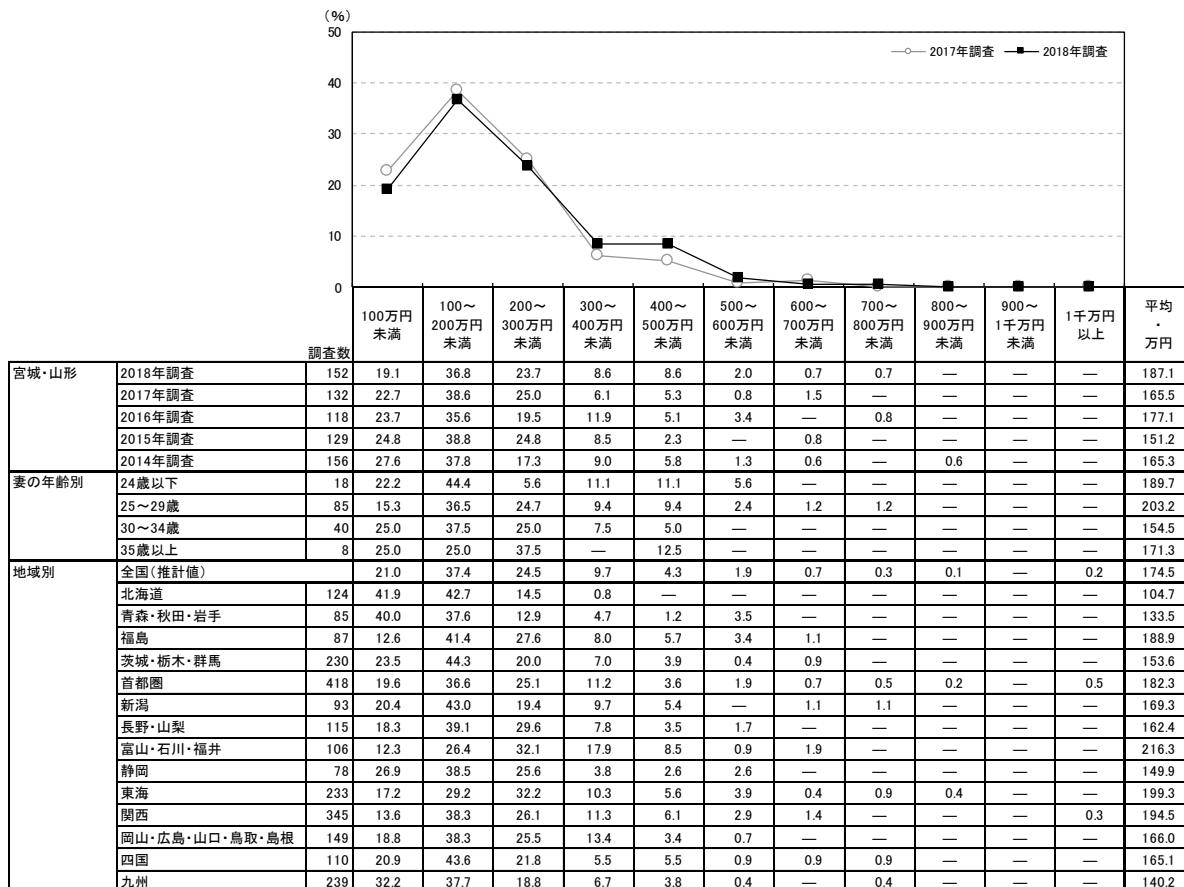 （%）
50
40
30
20
10
0
2017年調査 2018年調査
調査数 100万円未満 100～200万円未満 200～300万円未満 300～400万円未満 400～500万円未満 500～600万円未満 600～700万円未満 700～800万円未満 800～900万円未満 900～1千万円未満 1千万円以上 平均・万円
宮城・山形 2018年調査 152 19.1 36.8 23.7 8.6 8.6 2.0 0.7 0.7 — — — 187.1
2017年調査 132 22.7 38.6 25.0 6.1 5.3 0.8 1.5 — — — — 165.5
2016年調査 118 23.7 35.6 19.5 11.9 5.1 3.4 — 0.8 — — — 177.1
2015年調査 129 24.8 38.8 24.8 8.5 2.3 — 0.8 — — — — 151.2
2014年調査 156 27.6 37.8 17.3 9.0 5.8 1.3 0.6 — 0.6 — — 165.3
妻の年齢別 24歳以下 18 22.2 44.4 5.6 11.1 11.1 5.6 — — — — — 189.7
25～29歳 85 15.3 36.5 24.7 9.4 9.4 2.4 1.2 1.2 — — — 203.2
30～34歳 40 25.0 37.5 25.0 7.5 5.0 — — — — — — 154.5
35歳以上 8 25.0 25.0 37.5 — 12.5 — — — — — — 171.3
地域別 全国（推計値） 21.0 37.4 24.5 9.7 4.3 1.9 0.7 0.3 0.1 — 0.2 174.5
北海道 124 41.9 42.7 14.5 0.8 — — — — — — — 104.7
青森・秋田・岩手 85 40.0 37.6 12.9 4.7 1.2 3.5 — — — — — 133.5
福島 87 12.6 41.4 27.6 8.0 5.7 3.4 1.1 — — — — 188.9
茨城・栃木・群馬 230 23.5 44.3 20.0 7.0 3.9 0.4 0.9 — — — — 153.6
首都圏 418 19.6 36.6 25.1 11.2 3.6 1.9 0.7 0.5 0.2 — 0.5 182.3
新潟 93 20.4 43.0 19.4 9.7 5.4 — 1.1 1.1 — — — 169.3
長野・山梨 115 18.3 39.1 29.6 7.8 3.5 1.7 — — — — — 162.4
富山・石川・福井 106 12.3 26.4 32.1 17.9 8.5 0.9 1.9 — — — — 216.3
静岡 78 26.9 38.5 25.6 3.8 2.6 2.6 — — — — — 149.9
東海 233 17.2 29.2 32.2 10.3 5.6 3.9 0.4 0.9 0.4 — — 199.3
関西 345 13.6 38.3 26.1 11.3 6.1 2.9 1.4 — — — 0.3 194.5
岡山・広島・山口・鳥取・島根 149 18.8 38.3 25.5 13.4 3.4 0.7 — — — — — 166.0
四国 110 20.9 43.6 21.8 5.5 5.5 0.9 0.9 0.9 — — — 165.1
九州 239 32.2 37.7 18.8 6.7 3.8 0.4 — 0.4 — — — 140.2